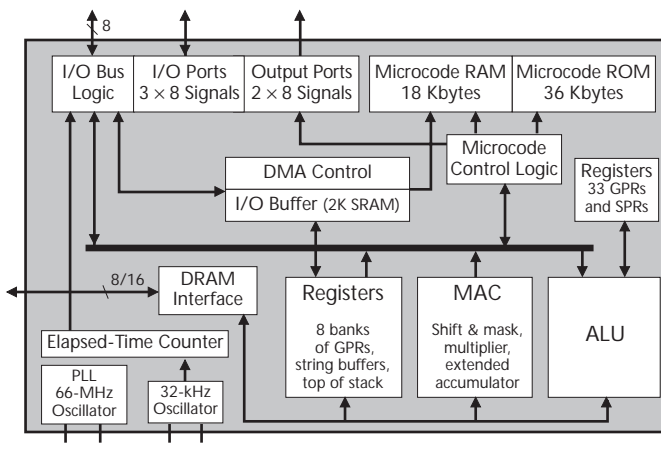 8
I/O Bus
Logic
I/O Ports
3 × 8 Signals
Output Ports
2 × 8 Signals
Microcode RAM
18 Kbytes
Microcode ROM
36 Kbytes
Microcode
Control Logic
DMA Control
I/O Buffer (2K SRAM)
Registers
33 GPRs
and SPRs
8/16
DRAM
Interface
Registers
8 banks
of GPRs,
string buffers,
top of stack
MAC
Shift & mask,
multiplier,
extended
accumulator
ALU
Elapsed-Time Counter
PLL
66-MHz
Oscillator
32-kHz
Oscillator